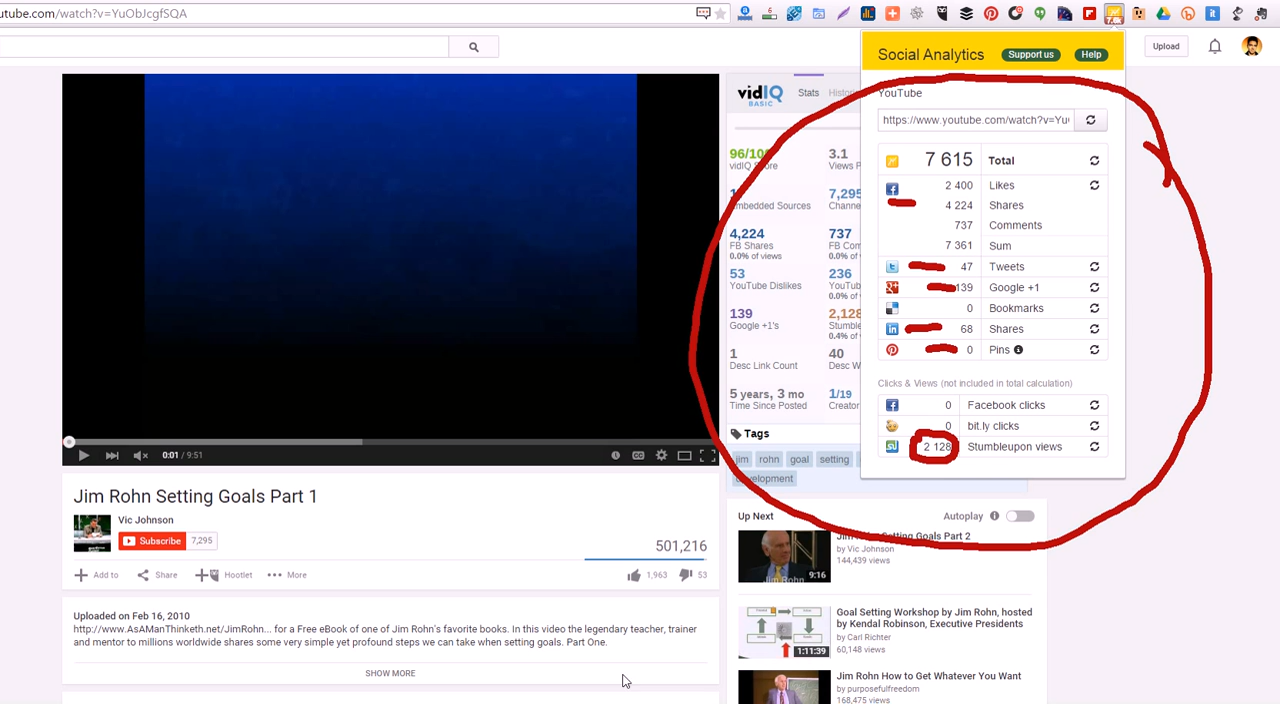 outube.com/watch?v=YuObJcgfSQA
7.6K
Upload
Social Analytics
Support us
Help
YouTube
https://www.youtube.com/watch?v=Yu
7 615 Total
2 400 Likes
4 224 Shares
737 Comments
7 361 Sum
47 Tweets
139 Google +1
0 Bookmarks
68 Shares
0 Pins
Clicks & Views (not included in total calculation)
0 Facebook clicks
0 bit.ly clicks
2 128 Stumbleupon views
vidIQ
BASIC
Stats
96/100 3.1
vidIQ Score Views P
7,295
Embedded Sources Channe
4,224 737
FB Shares FB Com
0.0% of views 0.0% of
53 236
YouTube Dislikes YouTu
0.0% o
139 2,128
Google +1's Stumble
0.4% of
1 40
Desc Link Count Desc W
5 years, 3 mo 1/19
Time Since Posted Creator
Tags
jim rohn goal setting
development
0:01 / 9:51
Jim Rohn Setting Goals Part 1
Vic Johnson
Subscribe 7,295
501,216
Add to Share Hootlet More
1,963 53
Uploaded on Feb 16, 2010
http://www.AsAManThinketh.net/JimRohn... for a Free eBook of one of Jim Rohn's favorite books. In this video the legendary teacher, trainer
and mentor to millions worldwide shares some very simple yet profound steps we can take when setting goals. Part One.
SHOW MORE
Up Next
Autoplay
Jim Rohn Setting Goals Part 2
by Vic Johnson
144,439 views
Jim Rohn
9:16
Goal Setting Workshop by Jim Rohn, hosted
by Kendal Robinson, Executive Presidents
by Carl Richter
60,148 views
1:11:39
Jim Rohn How to Get Whatever You Want
by purposefulfreedom
168,475 views